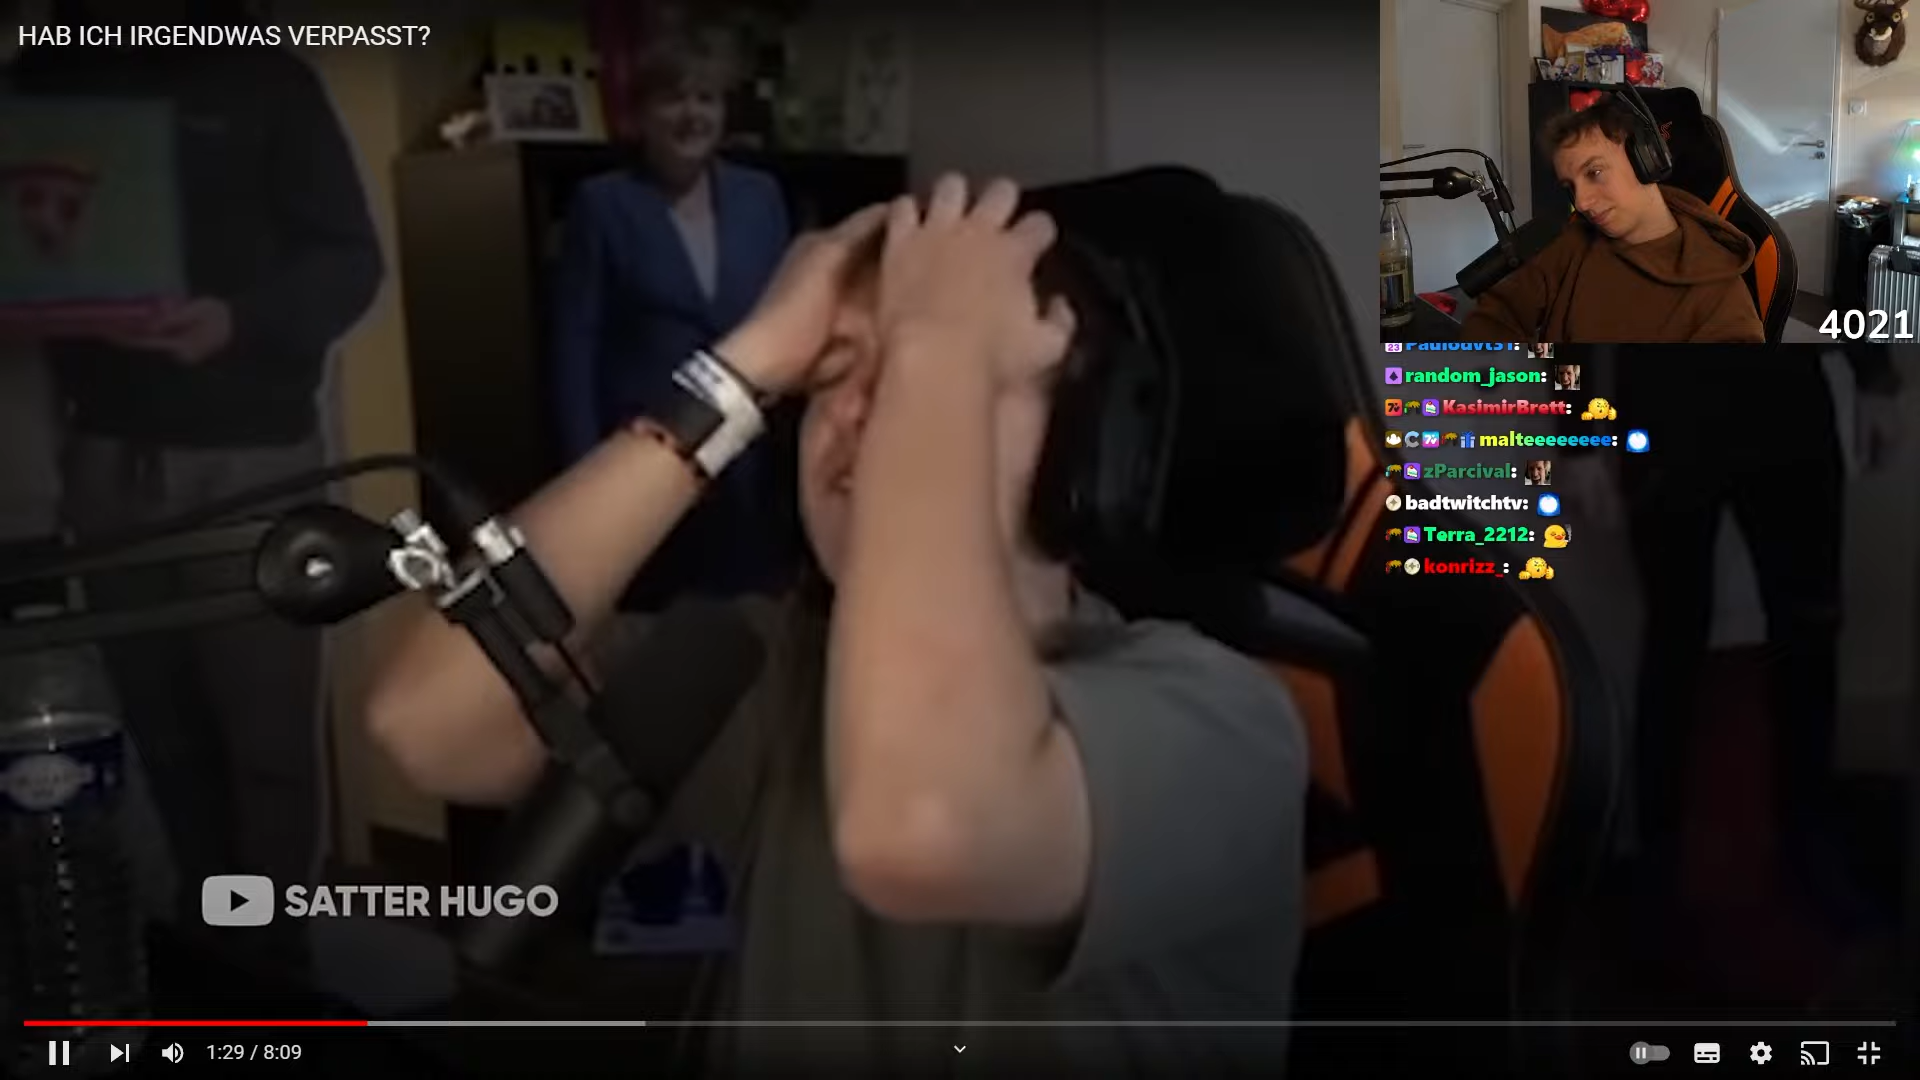 HAB ICH IRGENDWAS VERPASST?
4021
random_jason:
KasimirBrett:
malteeeeeeee:
zParcival:
badtwitchtv:
Terra_2212:
konrizz_:
SATTER HUGO
1:29 / 8:09